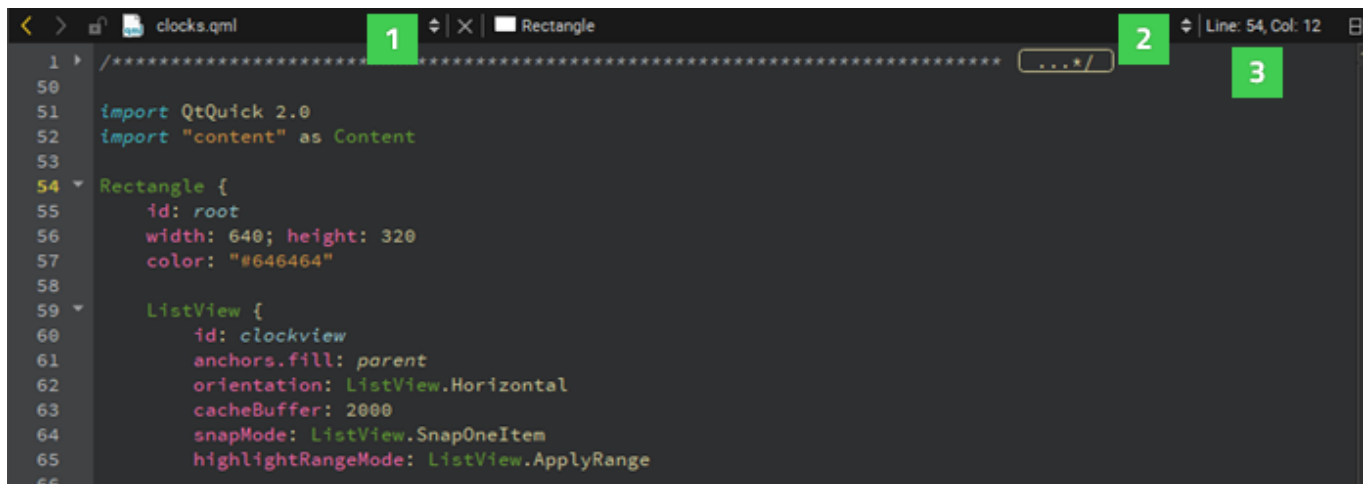 clocks.qml 1 Rectangle 2 Line: 54, Col: 12
3
1 /**************************************************************************** ...*/
50
51 import QtQuick 2.0
52 import "content" as Content
53
54 Rectangle {
55     id: root
56     width: 640; height: 320
57     color: "#646464"
58
59     ListView {
60         id: clockview
61         anchors.fill: parent
62         orientation: ListView.Horizontal
63         cacheBuffer: 2000
64         snapMode: ListView.SnapOneItem
65         highlightRangeMode: ListView.ApplyRange
66